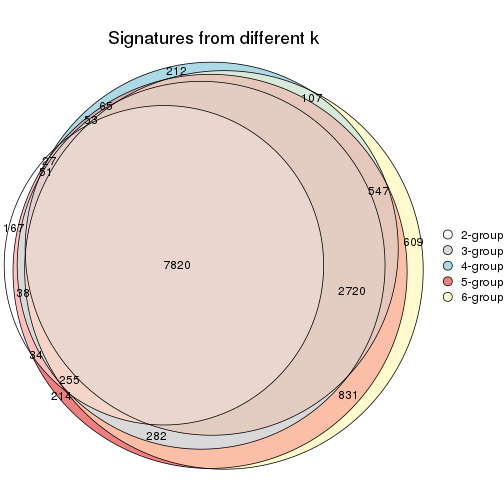 Signatures from different k
212
107
65
53
27
51
547
167
609
7820
2720
38
34
255
214
831
282
2-group
3-group
4-group
5-group
6-group